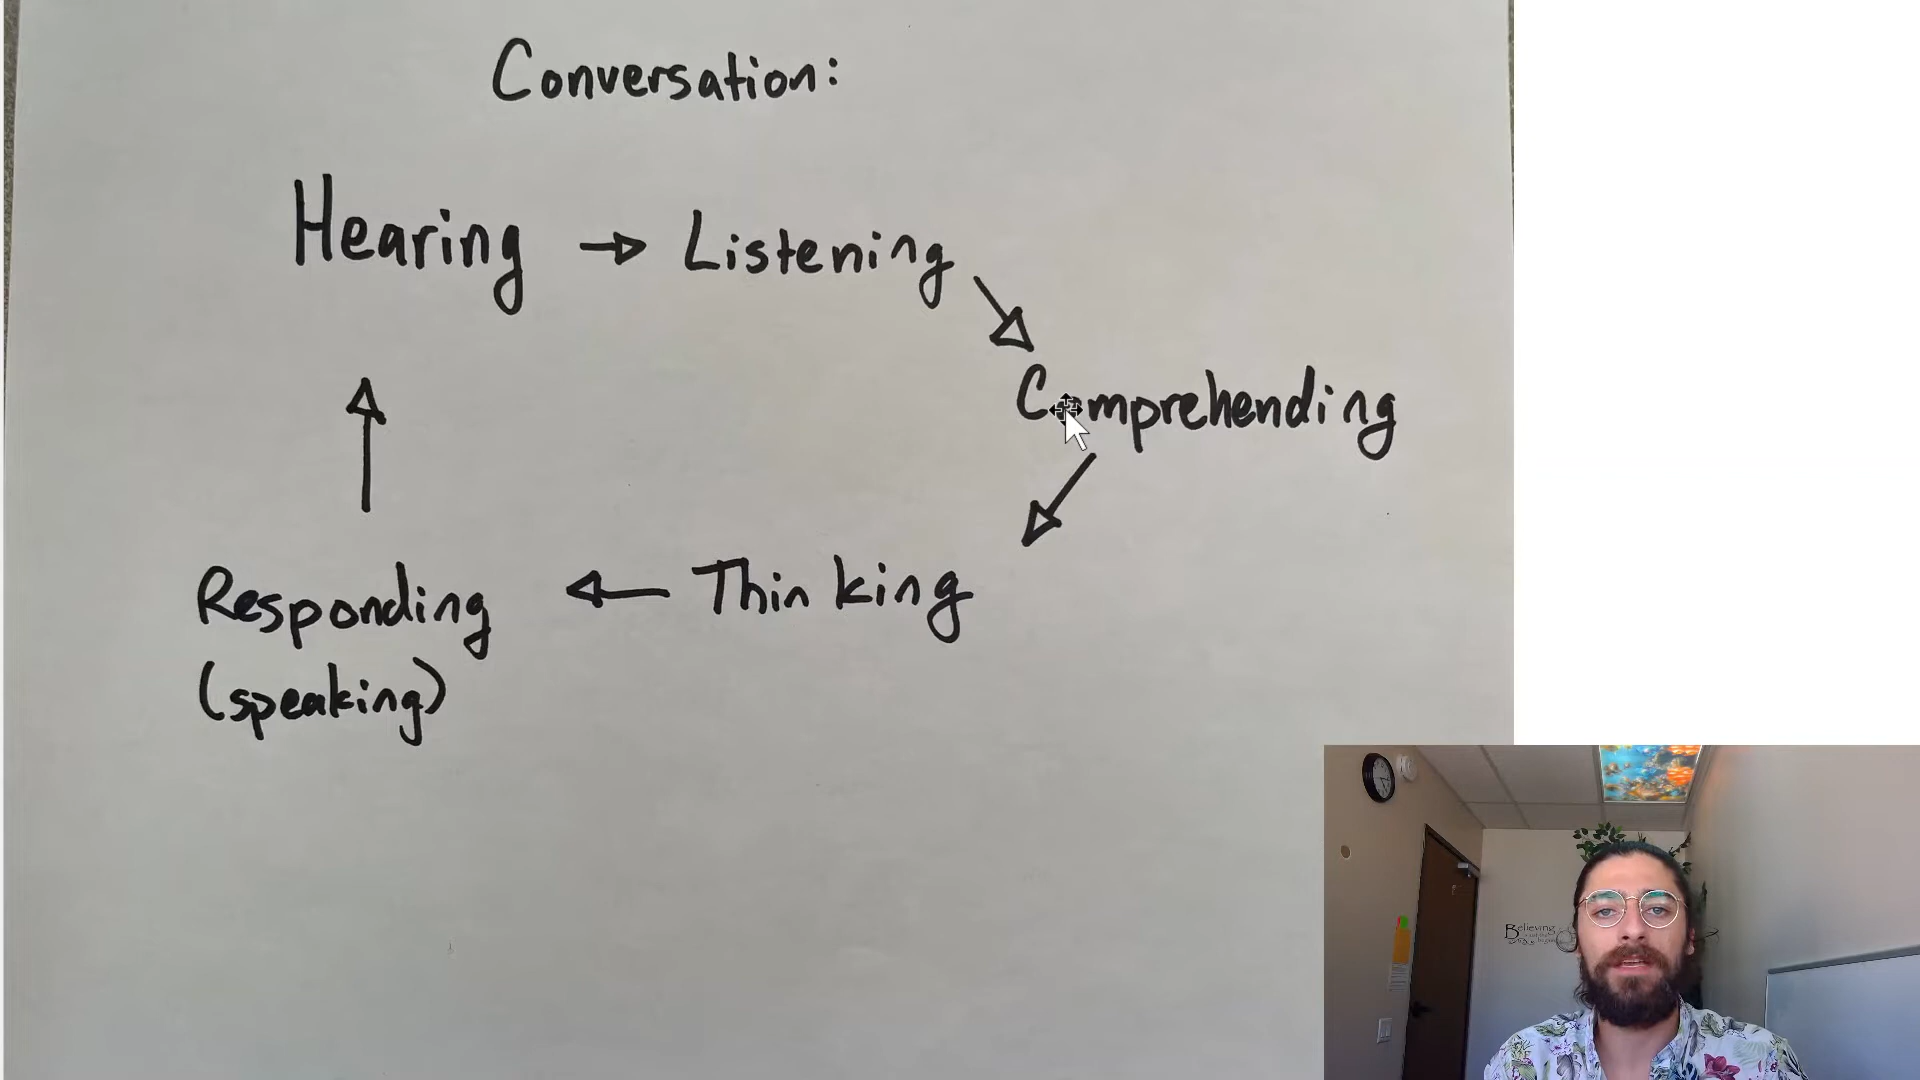 Conversation:
Hearing → Listening
Comprehending
Responding ← Thinking
(speaking)
Believing